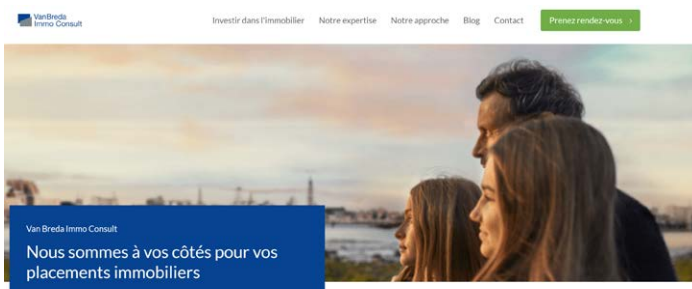 VanBreda
Immo Consult
Investir dans l'immobilier Notre expertise Notre approche Blog Contact Prenez rendez-vous ›
Van Breda Immo Consult
Nous sommes à vos côtés pour vos
placements immobiliers